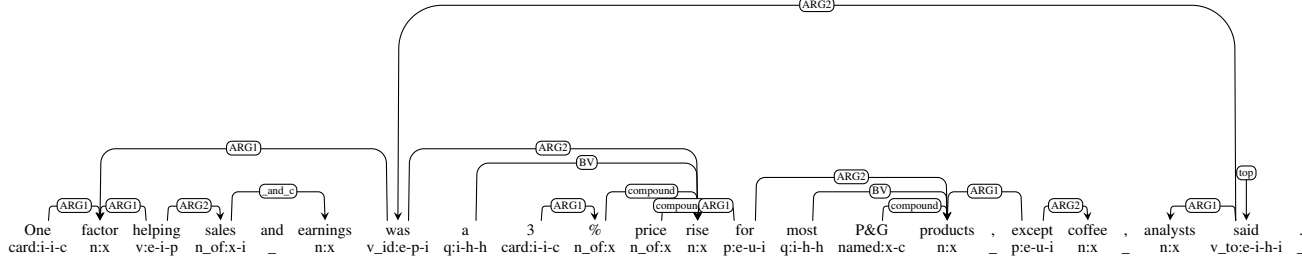 ARG2
ARG1 ARG2
BV
top
_and_c compound ARG2 BV
ARG1 ARG1 ARG2 ARG1 compound ARG1 compound ARG1 ARG2 ARG1
One factor helping sales and earnings was a 3 % price rise for most P&G products , except coffee , analysts said .
card:i-i-c n:x v:e-i-p n_of:x-i _ n:x v_id:e-p-i q:i-h-h card:i-i-c n_of:x n_of:x n:x p:e-u-i q:i-h-h named:x-c n:x _ p:e-u-i n:x _ n:x v_to:e-i-h-i _